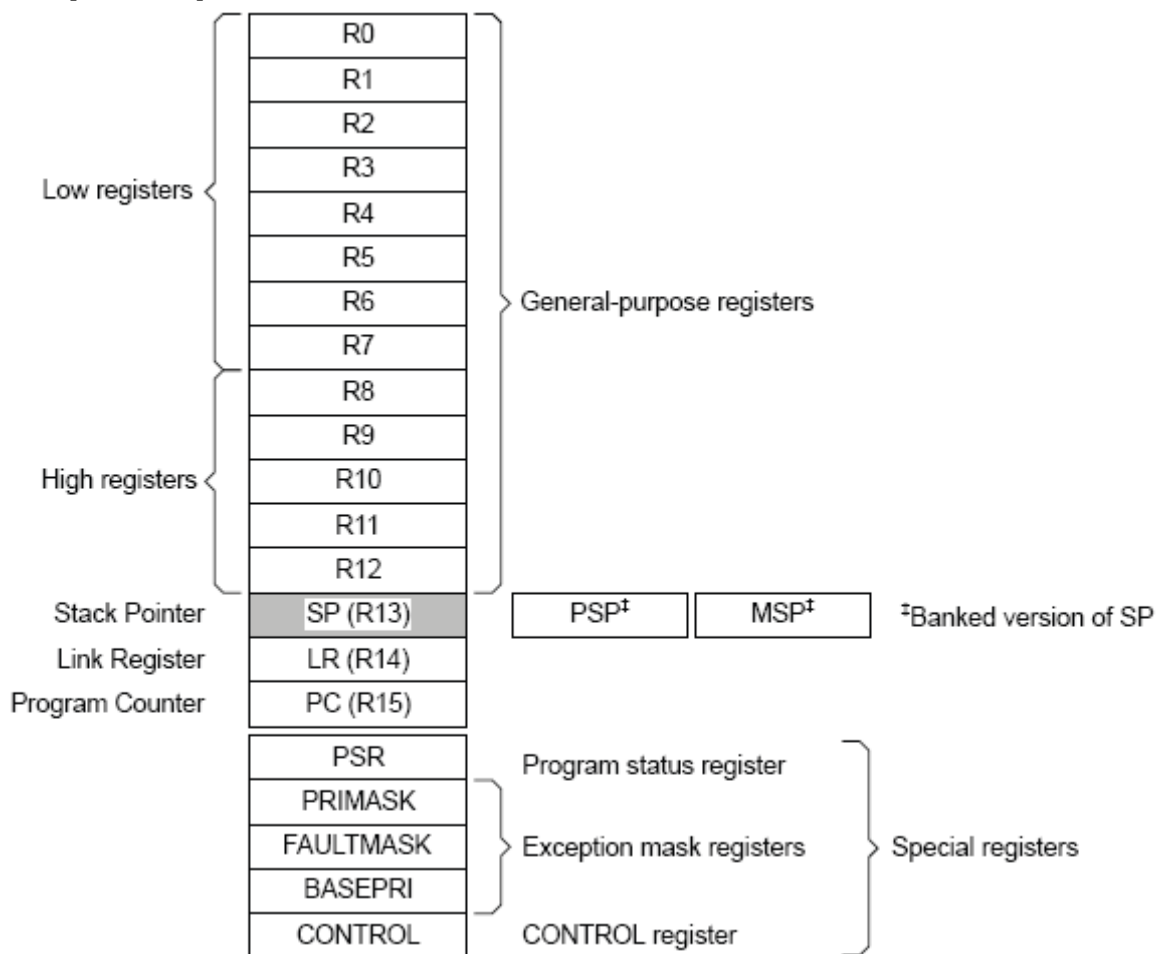 R0
R1
R2
R3
Low registers
R4
R5
R6
General-purpose registers
R7
R8
R9
High registers
R10
R11
R12
Stack Pointer SP (R13) PSP‡ MSP‡ ‡Banked version of SP
Link Register LR (R14)
Program Counter PC (R15)
PSR Program status register
PRIMASK
FAULTMASK Exception mask registers Special registers
BASEPRI
CONTROL CONTROL register